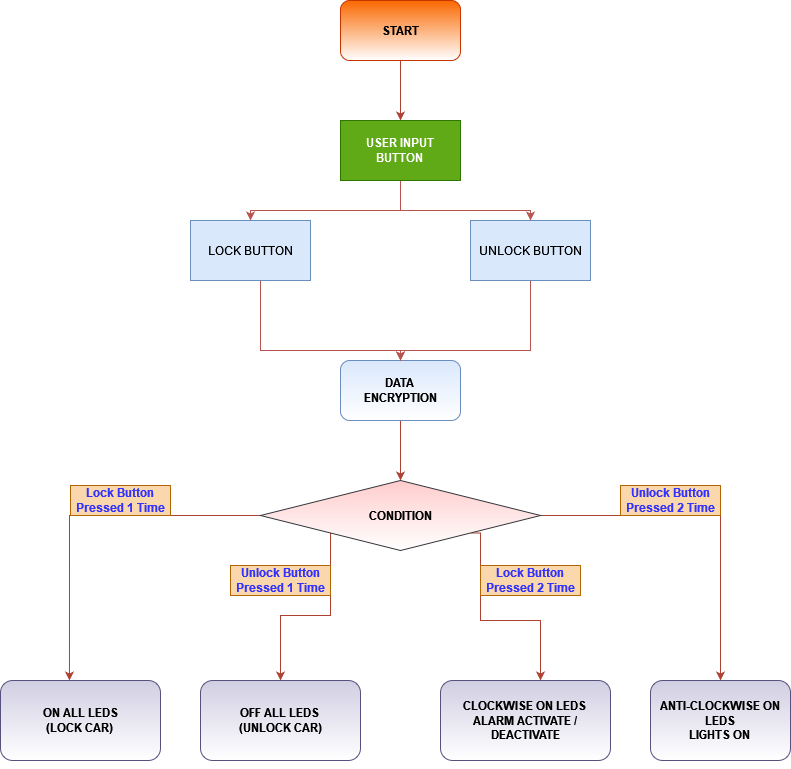 START
USER INPUT
BUTTON
LOCK BUTTON
UNLOCK BUTTON
DATA
ENCRYPTION
Lock Button
Pressed 1 Time
Unlock Button
Pressed 2 Time
CONDITION
Unlock Button
Pressed 1 Time
Lock Button
Pressed 2 Time
ON ALL LEDS
(LOCK CAR)
OFF ALL LEDS
(UNLOCK CAR)
CLOCKWISE ON LEDS
ALARM ACTIVATE /
DEACTIVATE
ANTI-CLOCKWISE ON
LEDS
LIGHTS ON